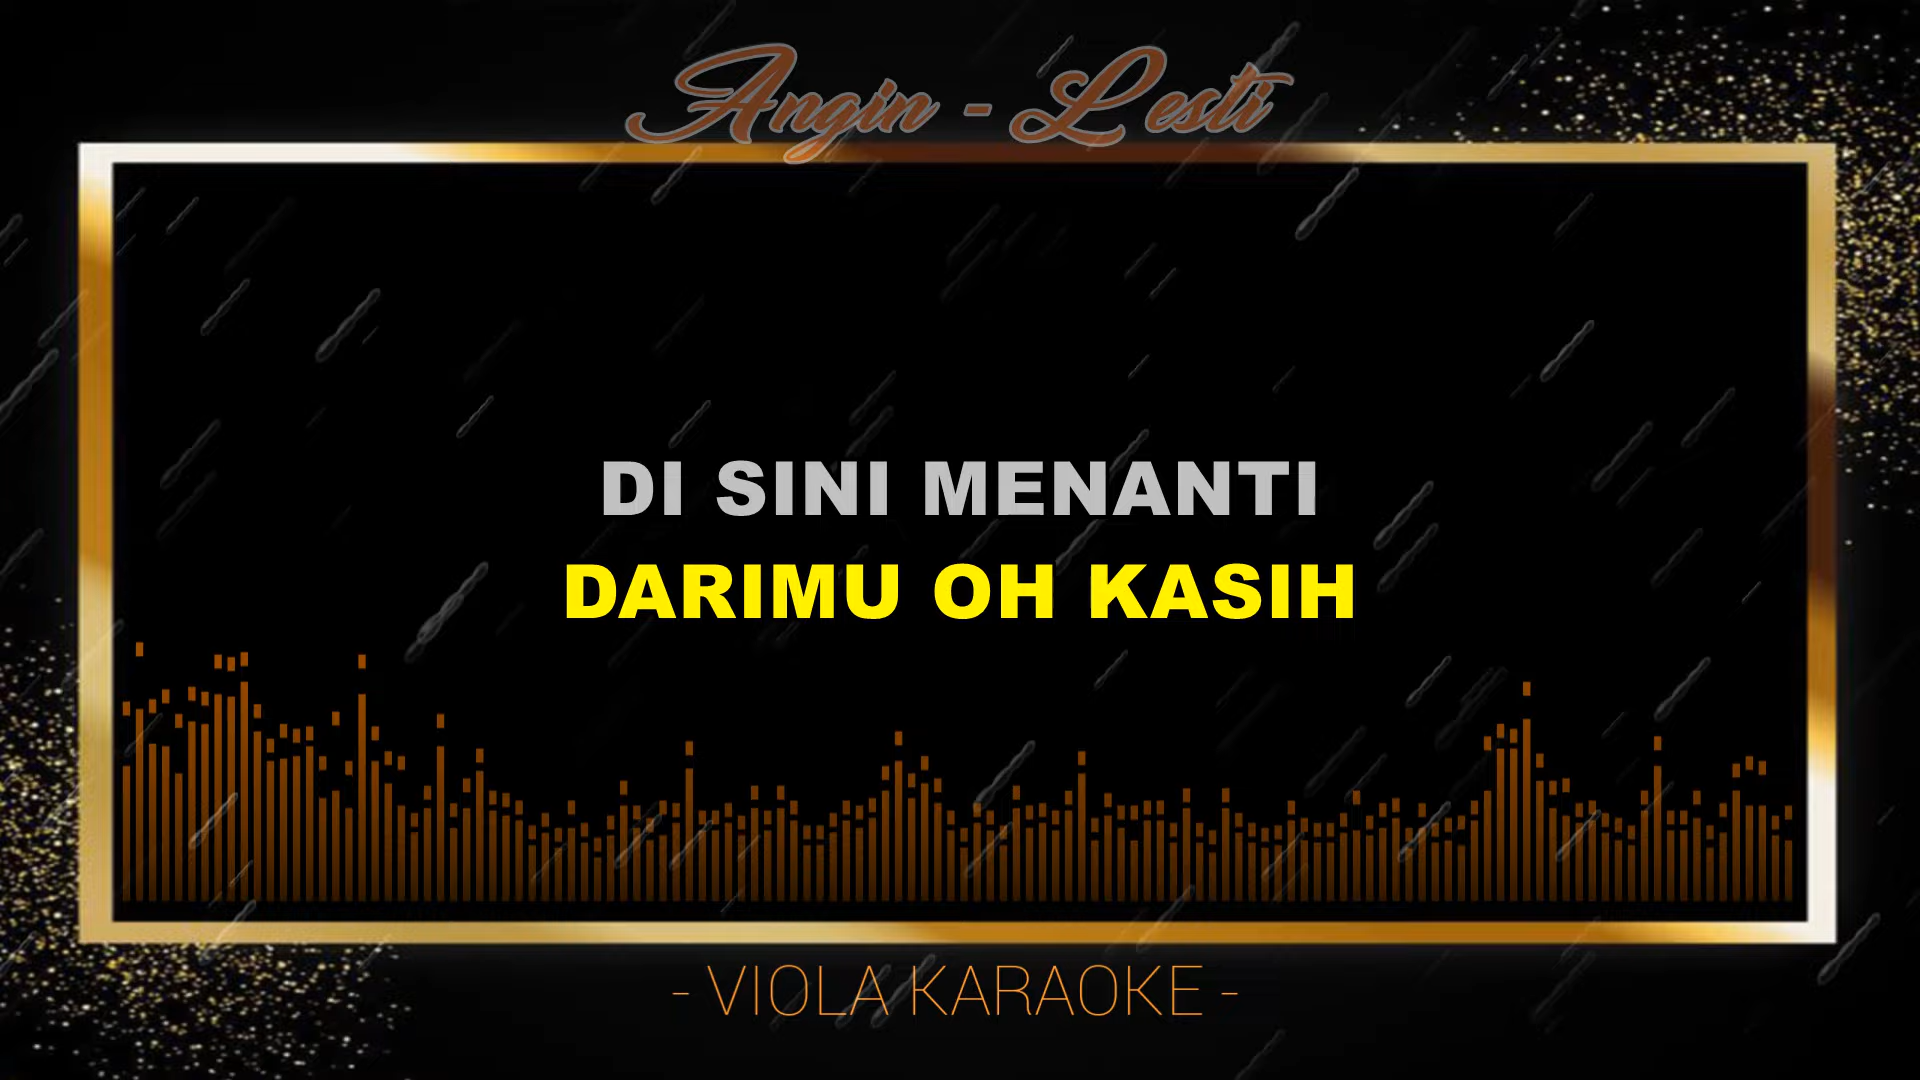 Angin - Lesti
DI SINI MENANTI
DARIMU OH KASIH
- VIOLA KARAOKE -